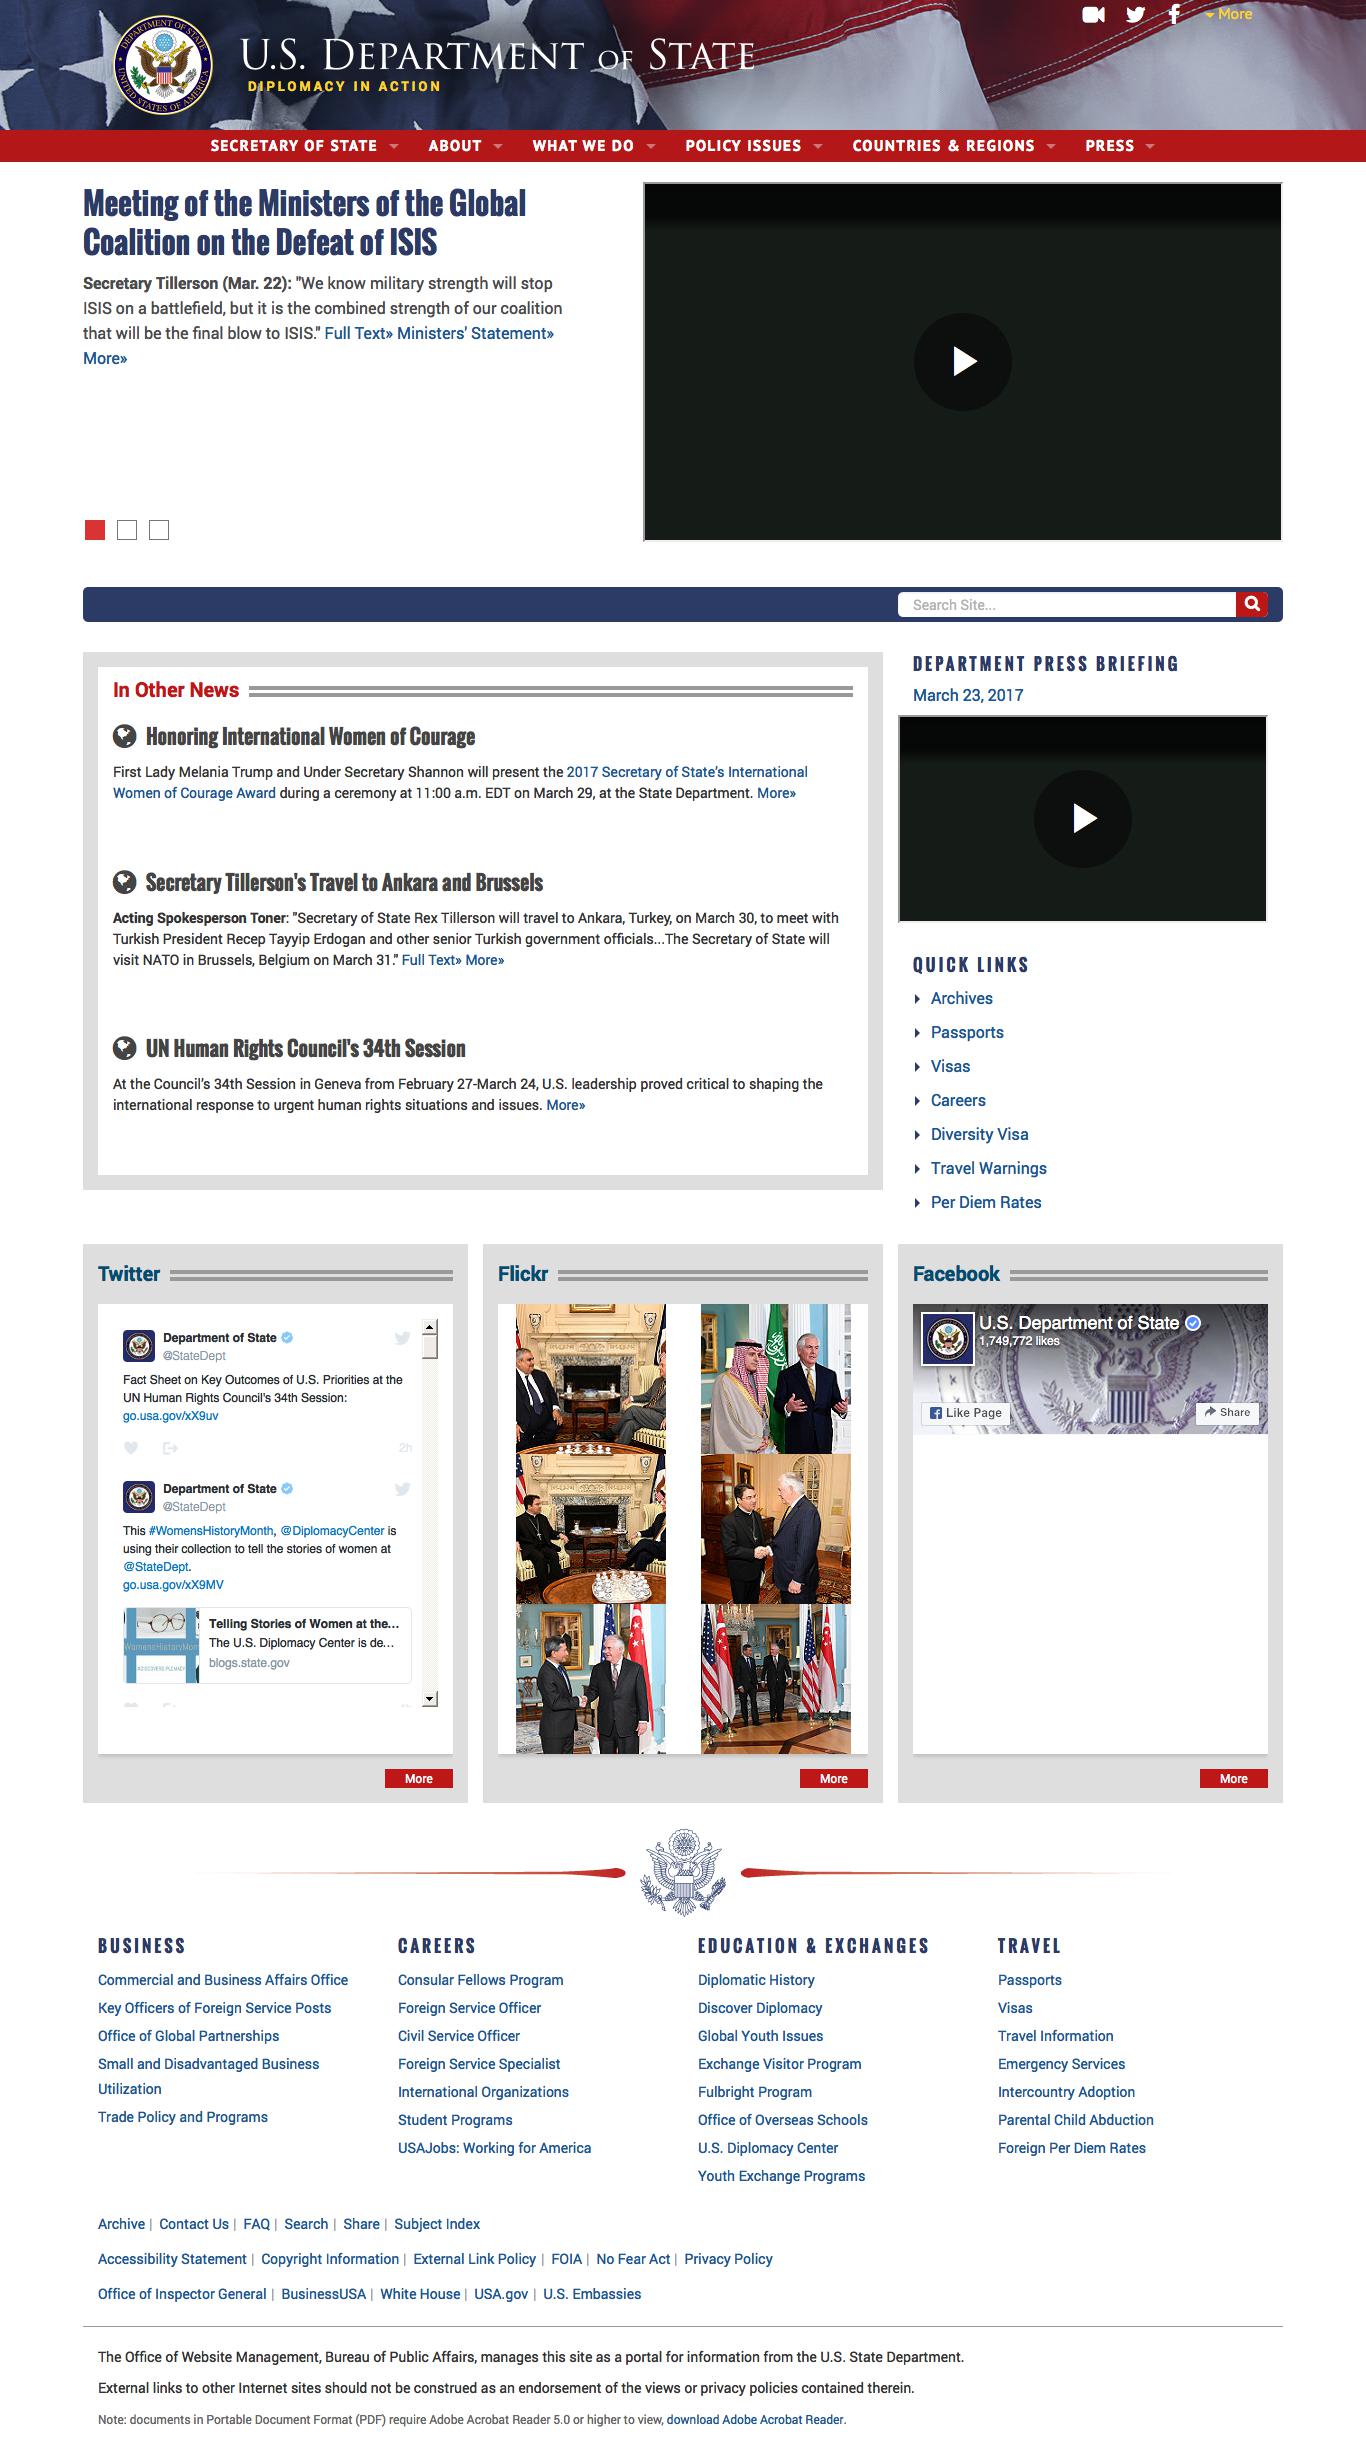 DEPARTMENT OF STATE
UNITED STATES OF AMERICA
U.S. DEPARTMENT OF STATE
DIPLOMACY IN ACTION
More
SECRETARY OF STATE ABOUT WHAT WE DO POLICY ISSUES COUNTRIES & REGIONS PRESS
Meeting of the Ministers of the Global
Coalition on the Defeat of ISIS
Secretary Tillerson (Mar. 22): "We know military strength will stop
ISIS on a battlefield, but it is the combined strength of our coalition
that will be the final blow to ISIS." Full Text» Ministers' Statement»
More»
Search Site...
In Other News
Honoring International Women of Courage
First Lady Melania Trump and Under Secretary Shannon will present the 2017 Secretary of State's International
Women of Courage Award during a ceremony at 11:00 a.m. EDT on March 29, at the State Department. More»
Secretary Tillerson's Travel to Ankara and Brussels
Acting Spokesperson Toner: "Secretary of State Rex Tillerson will travel to Ankara, Turkey, on March 30, to meet with
Turkish President Recep Tayyip Erdogan and other senior Turkish government officials...The Secretary of State will
visit NATO in Brussels, Belgium on March 31." Full Text» More»
UN Human Rights Council's 34th Session
At the Council's 34th Session in Geneva from February 27-March 24, U.S. leadership proved critical to shaping the
international response to urgent human rights situations and issues. More»
DEPARTMENT PRESS BRIEFING
March 23, 2017
QUICK LINKS
Archives
Passports
Visas
Careers
Diversity Visa
Travel Warnings
Per Diem Rates
Twitter
Department of State
@StateDept
Fact Sheet on Key Outcomes of U.S. Priorities at the
UN Human Rights Council's 34th Session:
go.usa.gov/xX9uv
2h
Department of State
@StateDept
This #WomensHistoryMonth, @DiplomacyCenter is
using their collection to tell the stories of women at
@StateDept.
go.usa.gov/xX9MV
WomensHistoryMon
#DISCOVERDIPLOMACY
Telling Stories of Women at the...
The U.S. Diplomacy Center is de...
blogs.state.gov
More
Flickr
More
Facebook
U.S. Department of State
1,749,772 likes
Like Page
Share
More
BUSINESS
Commercial and Business Affairs Office
Key Officers of Foreign Service Posts
Office of Global Partnerships
Small and Disadvantaged Business
Utilization
Trade Policy and Programs
CAREERS
Consular Fellows Program
Foreign Service Officer
Civil Service Officer
Foreign Service Specialist
International Organizations
Student Programs
USAJobs: Working for America
EDUCATION & EXCHANGES
Diplomatic History
Discover Diplomacy
Global Youth Issues
Exchange Visitor Program
Fulbright Program
Office of Overseas Schools
U.S. Diplomacy Center
Youth Exchange Programs
TRAVEL
Passports
Visas
Travel Information
Emergency Services
Intercountry Adoption
Parental Child Abduction
Foreign Per Diem Rates
Archive | Contact Us | FAQ | Search | Share | Subject Index
Accessibility Statement | Copyright Information | External Link Policy | FOIA | No Fear Act | Privacy Policy
Office of Inspector General | BusinessUSA | White House | USA.gov | U.S. Embassies
The Office of Website Management, Bureau of Public Affairs, manages this site as a portal for information from the U.S. State Department.
External links to other Internet sites should not be construed as an endorsement of the views or privacy policies contained therein.
Note: documents in Portable Document Format (PDF) require Adobe Acrobat Reader 5.0 or higher to view, download Adobe Acrobat Reader.